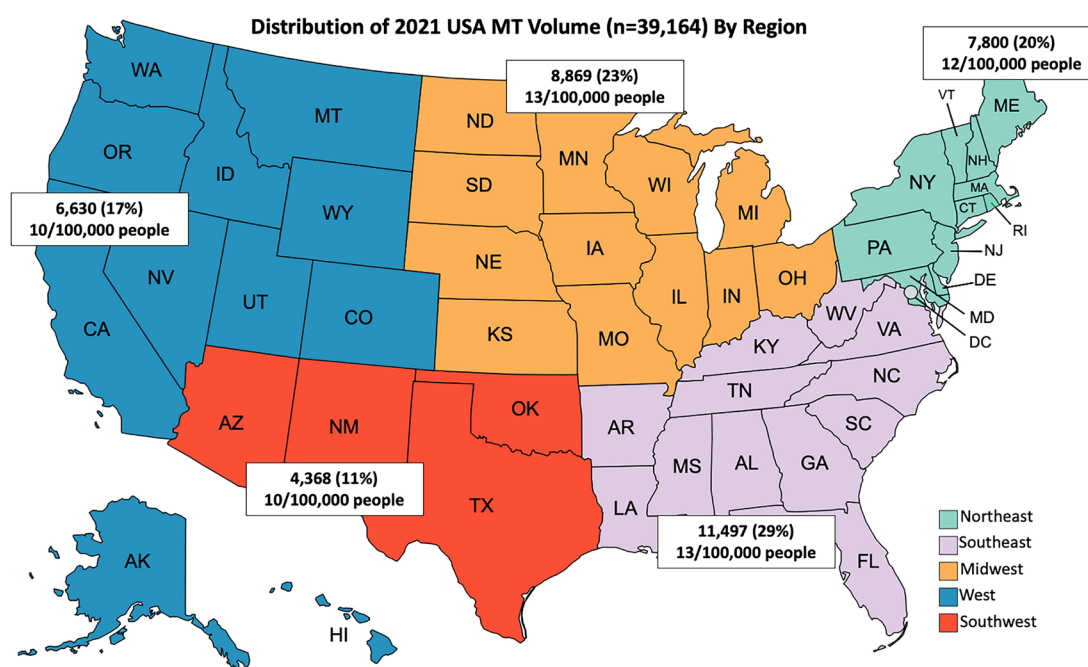 Distribution of 2021 USA MT Volume (n=39,164) By Region
7,800 (20%)
12/100,000 people
8,869 (23%)
13/100,000 people
6,630 (17%)
10/100,000 people
4,368 (11%)
10/100,000 people
11,497 (29%)
13/100,000 people
WA
OR
ID
MT
WY
NV
UT
CO
CA
AK
HI
AZ
NM
OK
TX
ND
SD
NE
KS
MN
IA
MO
WI
IL
MI
IN
OH
KY
WV
VA
TN
NC
SC
AR
LA
MS
AL
GA
FL
VT
ME
NH
MA
NY
CT
RI
PA
NJ
DE
MD
DC
Northeast
Southeast
Midwest
West
Southwest